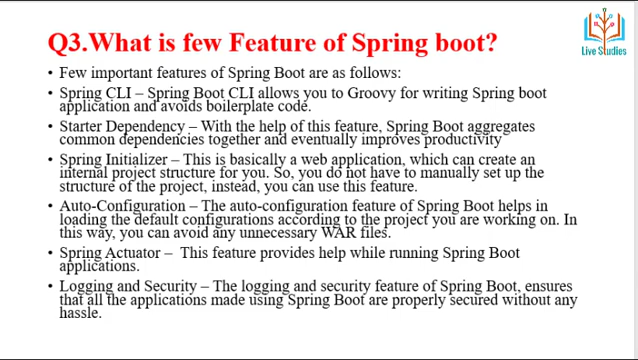 Q3.What is few Feature of Spring boot?
Live Studies
• Few important features of Spring Boot are as follows:
• Spring CLI – Spring Boot CLI allows you to Groovy for writing Spring boot
application and avoids boilerplate code.
• Starter Dependency – With the help of this feature, Spring Boot aggregates
common dependencies together and eventually improves productivity
• Spring Initializer – This is basically a web application, which can create an
internal project structure for you. So, you do not have to manually set up the
structure of the project, instead, you can use this feature.
• Auto-Configuration – The auto-configuration feature of Spring Boot helps in
loading the default configurations according to the project you are working on. In
this way, you can avoid any unnecessary WAR files.
• Spring Actuator – This feature provides help while running Spring Boot
applications.
• Logging and Security – The logging and security feature of Spring Boot, ensures
that all the applications made using Spring Boot are properly secured without any
hassle.